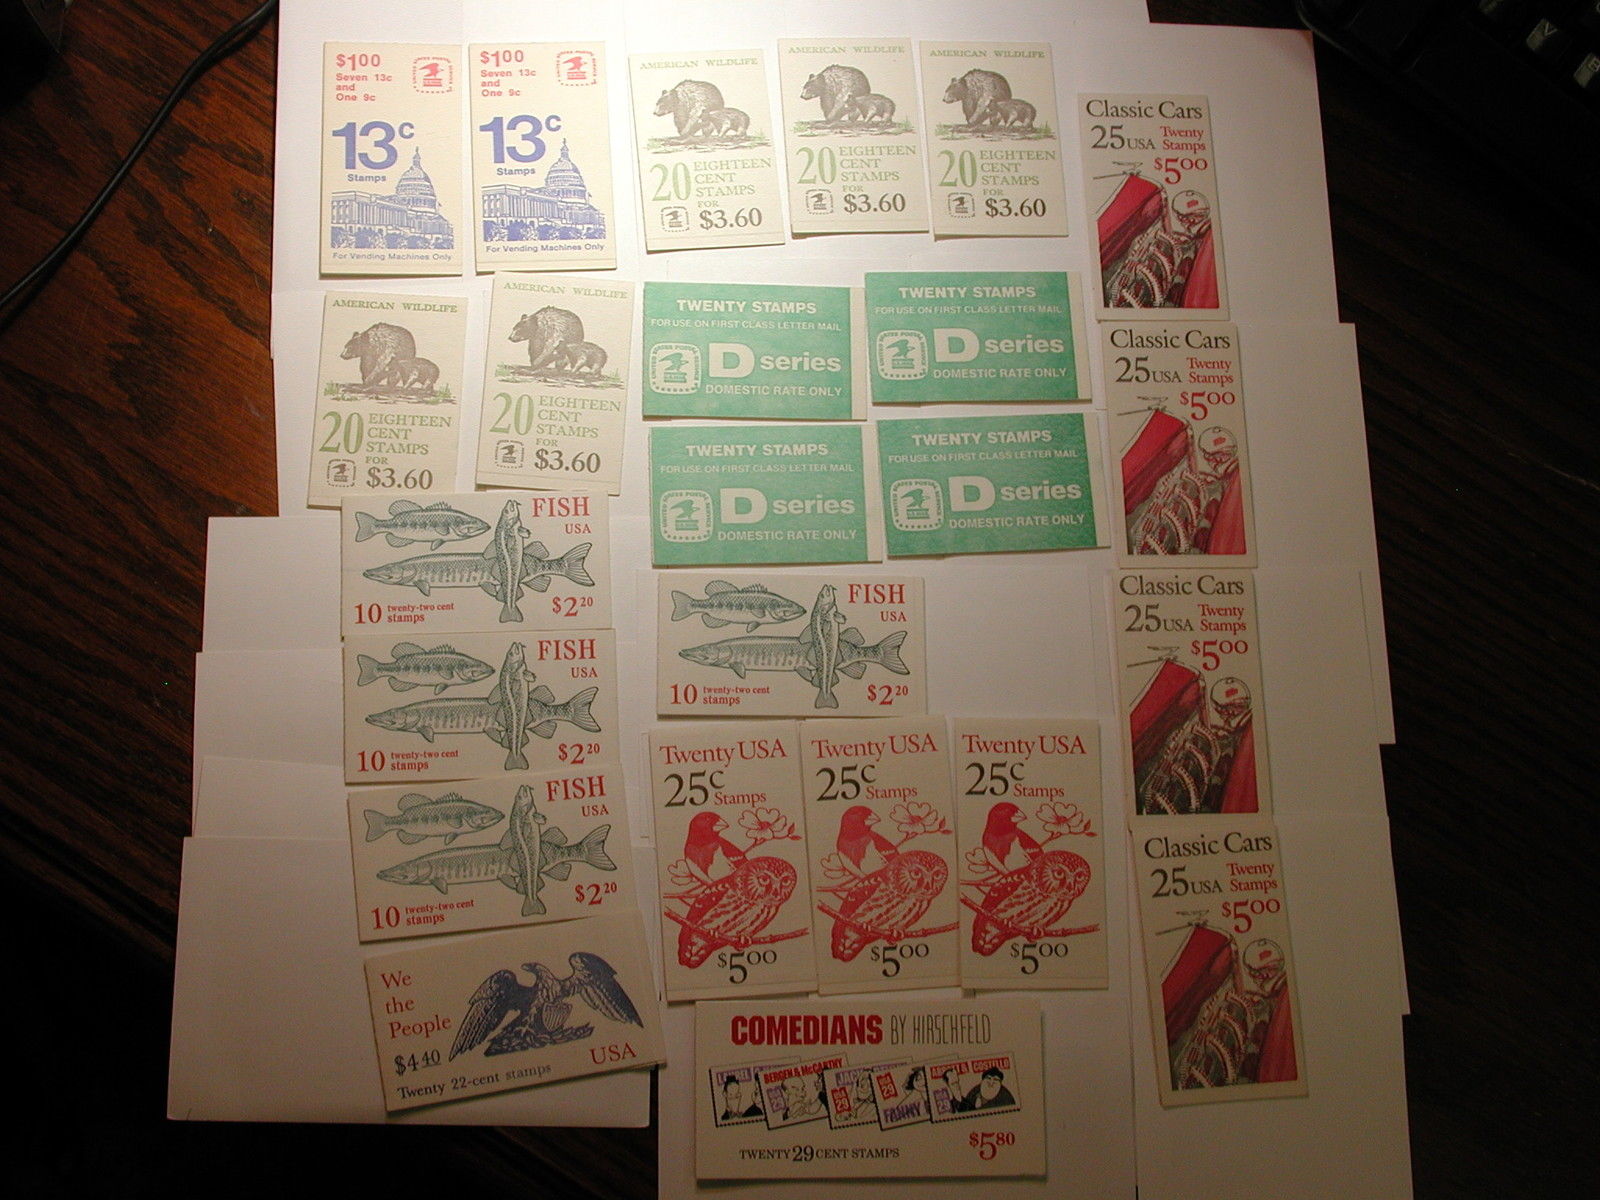 $1.00
Seven 13c
and
One 9c
13c
Stamps
For Vending Machines Only
$1.00
Seven 13c
and
One 9c
13c
Stamps
For Vending Machines Only
AMERICAN WILDLIFE
20 EIGHTEEN
CENT
STAMPS
FOR
$3.60
AMERICAN WILDLIFE
20 EIGHTEEN
CENT
STAMPS
FOR
$3.60
AMERICAN WILDLIFE
20 EIGHTEEN
CENT
STAMPS
FOR
$3.60
Classic Cars
25 USA Twenty
Stamps
$5.00
AMERICAN WILDLIFE
20 EIGHTEEN
CENT
STAMPS
FOR
$3.60
AMERICAN WILDLIFE
20 EIGHTEEN
CENT
STAMPS
FOR
$3.60
TWENTY STAMPS
FOR USE ON FIRST CLASS LETTER MAIL
D series
DOMESTIC RATE ONLY
TWENTY STAMPS
FOR USE ON FIRST CLASS LETTER MAIL
D series
DOMESTIC RATE ONLY
Classic Cars
25 USA Twenty
Stamps
$5.00
TWENTY STAMPS
FOR USE ON FIRST CLASS LETTER MAIL
UNITED STATES POSTAL SERVICE
D series
DOMESTIC RATE ONLY
TWENTY STAMPS
FOR USE ON FIRST CLASS LETTER MAIL
UNITED STATES POSTAL SERVICE
D series
DOMESTIC RATE ONLY
FISH
USA
10 twenty-two cent
stamps
$2.20
FISH
USA
10 twenty-two cent
stamps
$2.20
Classic Cars
25 USA Twenty
Stamps
$5.00
FISH
USA
10 twenty-two cent
stamps
$2.20
FISH
USA
10 twenty-two cent
stamps
$2.20
Twenty USA
25c
Stamps
$5.00
Twenty USA
25c
Stamps
$5.00
Twenty USA
25c
Stamps
$5.00
Classic Cars
25 USA Twenty
Stamps
$5.00
We
the
People
$4.40
USA
Twenty 22-cent stamps
COMEDIANS BY HIRSCHFELD
LAUREL
BERGEN & McCARTHY
JACK
FANNY
ABBOTT & COSTELLO
$5.80
TWENTY 29 CENT STAMPS